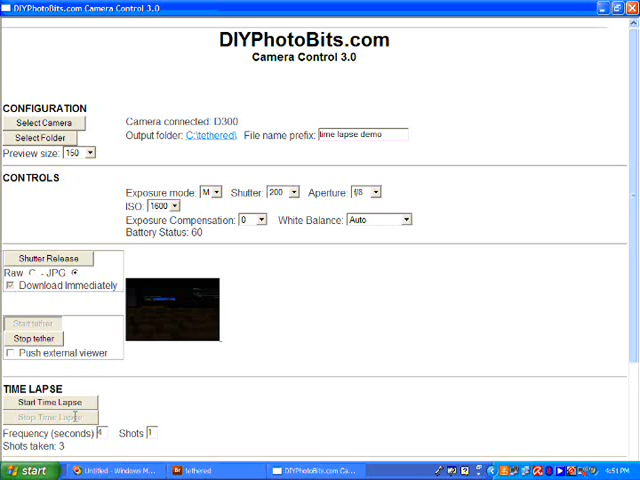 DIYPhotoBits.com Camera Control 3.0
DIYPhotoBits.com
Camera Control 3.0
CONFIGURATION
Select Camera
Camera connected: D300
Select Folder
Output folder: C:\tethered\ File name prefix: time lapse demo
Preview size: 150
CONTROLS
Exposure mode: M Shutter: 200 Aperture: f/8
ISO: 1600
Exposure Compensation: 0 White Balance: Auto
Battery Status: 60
Shutter Release
Raw - JPG
Download Immediately
Start tether
Stop tether
Push external viewer
TIME LAPSE
Start Time Lapse
Stop Time Lapse
Frequency (seconds) 4 Shots 1
Shots taken: 3
start Untitled - Windows M... Br tethered DIYPhotoBits.com Ca... 4:51 PM